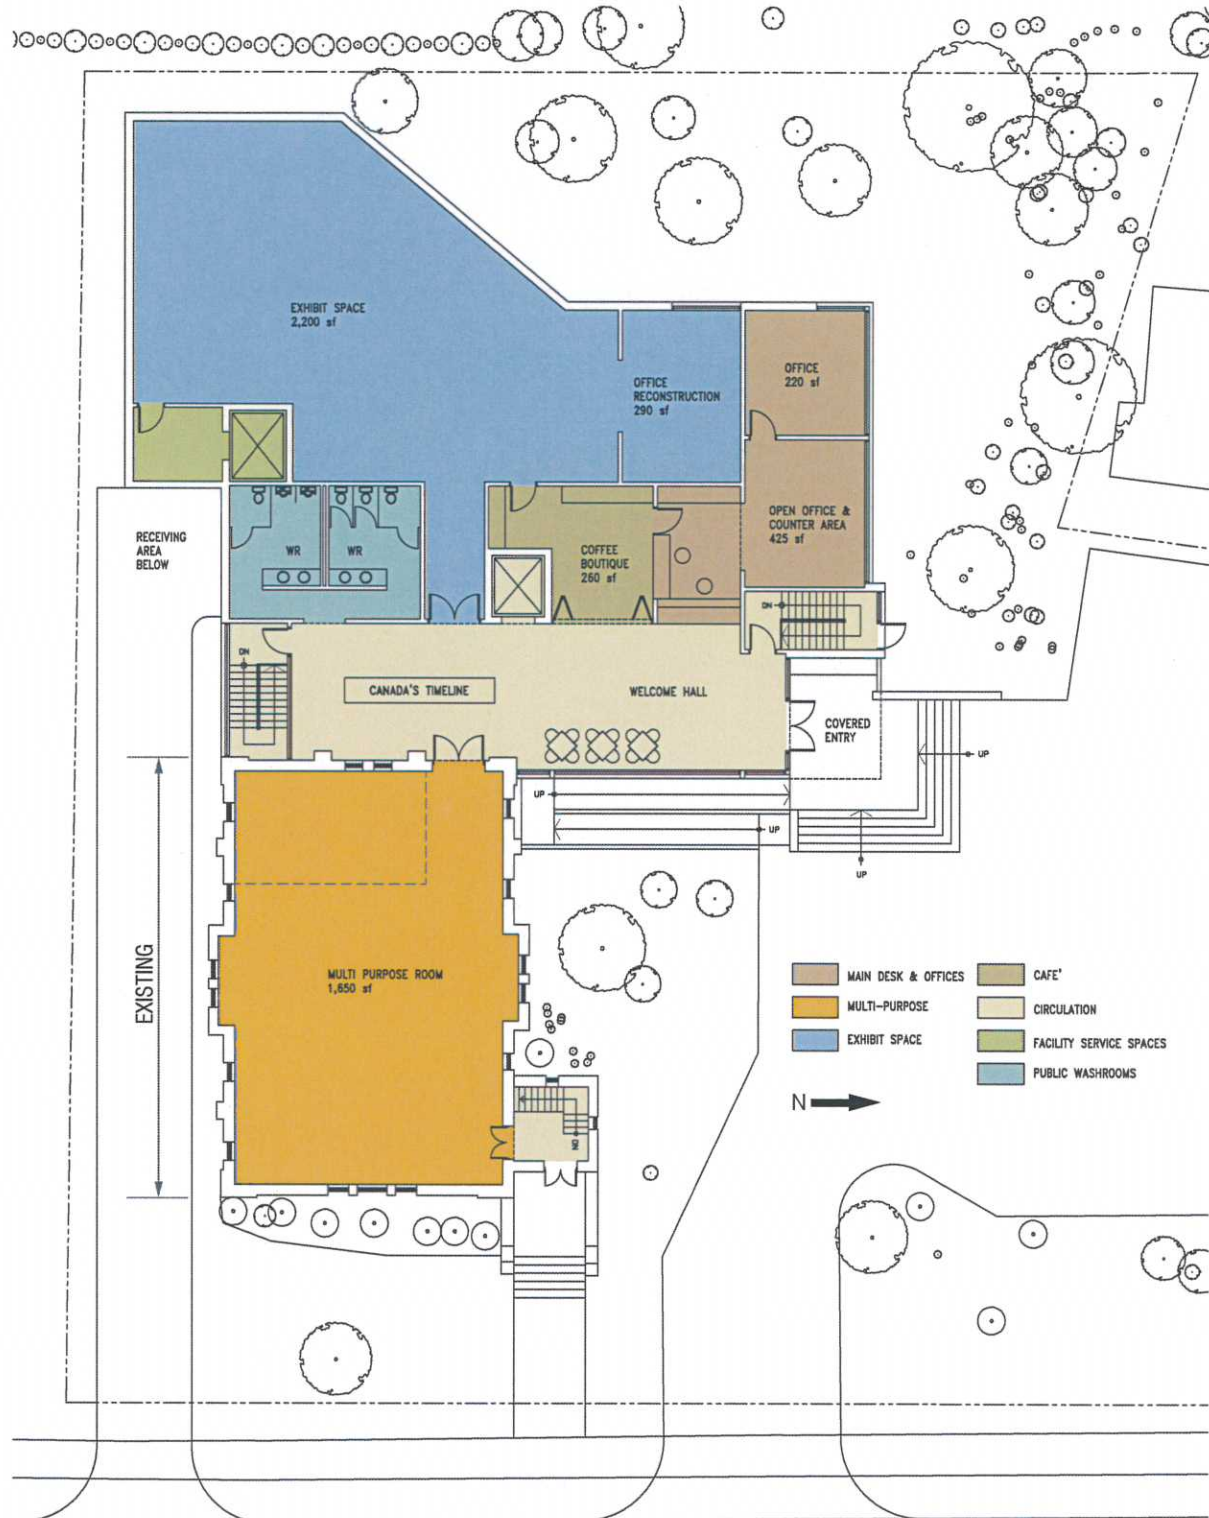 EXHIBIT SPACE
2,200 sf
OFFICE
RECONSTRUCTION
290 sf
OFFICE
220 sf
OPEN OFFICE &
COUNTER AREA
425 sf
RECEIVING
AREA
BELOW
WR
WR
COFFEE
BOUTIQUE
260 sf
DN
DN
CANADA'S TIMELINE
WELCOME HALL
COVERED
ENTRY
UP
UP
UP
UP
EXISTING
MULTI PURPOSE ROOM
1,650 sf
DN
MAIN DESK & OFFICES
MULTI-PURPOSE
EXHIBIT SPACE
CAFE'
CIRCULATION
FACILITY SERVICE SPACES
PUBLIC WASHROOMS
N